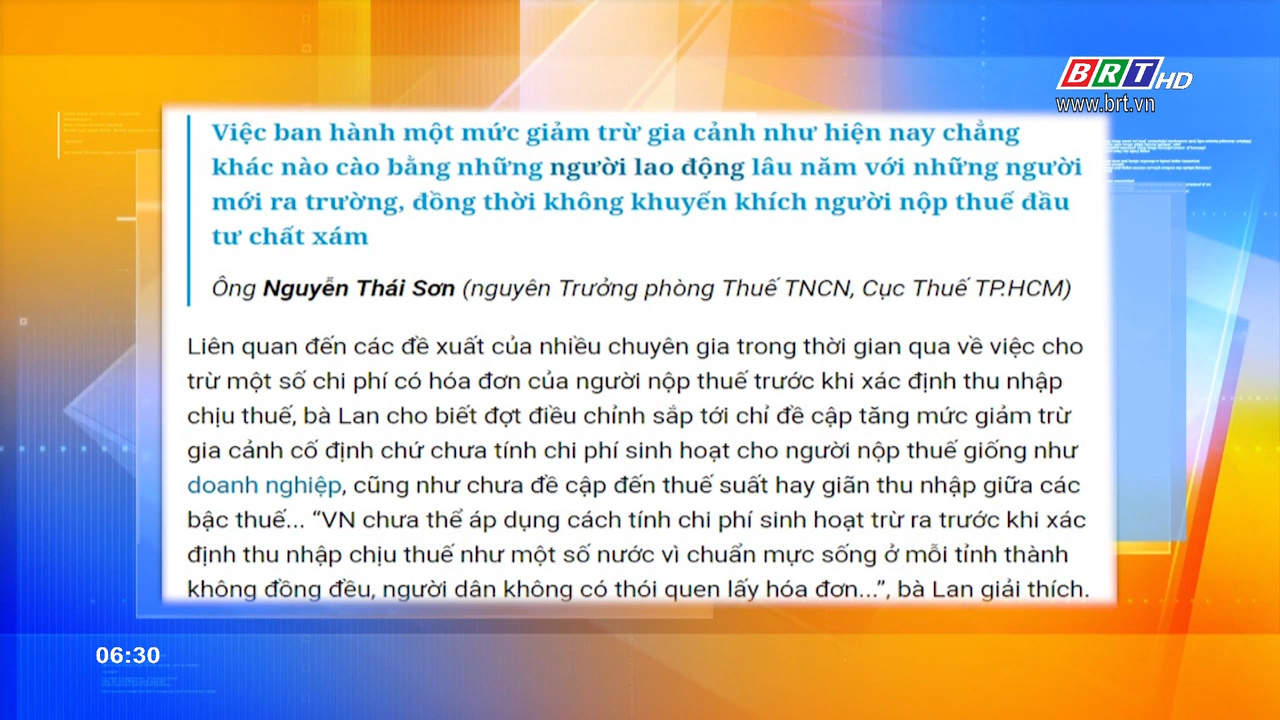 BRT HD
www.brt.vn
Việc ban hành một mức giảm trừ gia cảnh như hiện nay chẳng
khác nào cào bằng những người lao động lâu năm với những người
mới ra trường, đồng thời không khuyến khích người nộp thuế đầu
tư chất xám
Ông Nguyễn Thái Sơn (nguyên Trưởng phòng Thuế TNCN, Cục Thuế TP.HCM)
Liên quan đến các đề xuất của nhiều chuyên gia trong thời gian qua về việc cho
trừ một số chi phí có hóa đơn của người nộp thuế trước khi xác định thu nhập
chịu thuế, bà Lan cho biết đợt điều chỉnh sắp tới chỉ đề cập tăng mức giảm trừ
gia cảnh cố định chứ chưa tính chi phí sinh hoạt cho người nộp thuế giống như
doanh nghiệp, cũng như chưa đề cập đến thuế suất hay giãn thu nhập giữa các
bậc thuế... “VN chưa thể áp dụng cách tính chi phí sinh hoạt trừ ra trước khi xác
định thu nhập chịu thuế như một số nước vì chuẩn mực sống ở mỗi tỉnh thành
không đồng đều, người dân không có thói quen lấy hóa đơn...”, bà Lan giải thích.
06:30